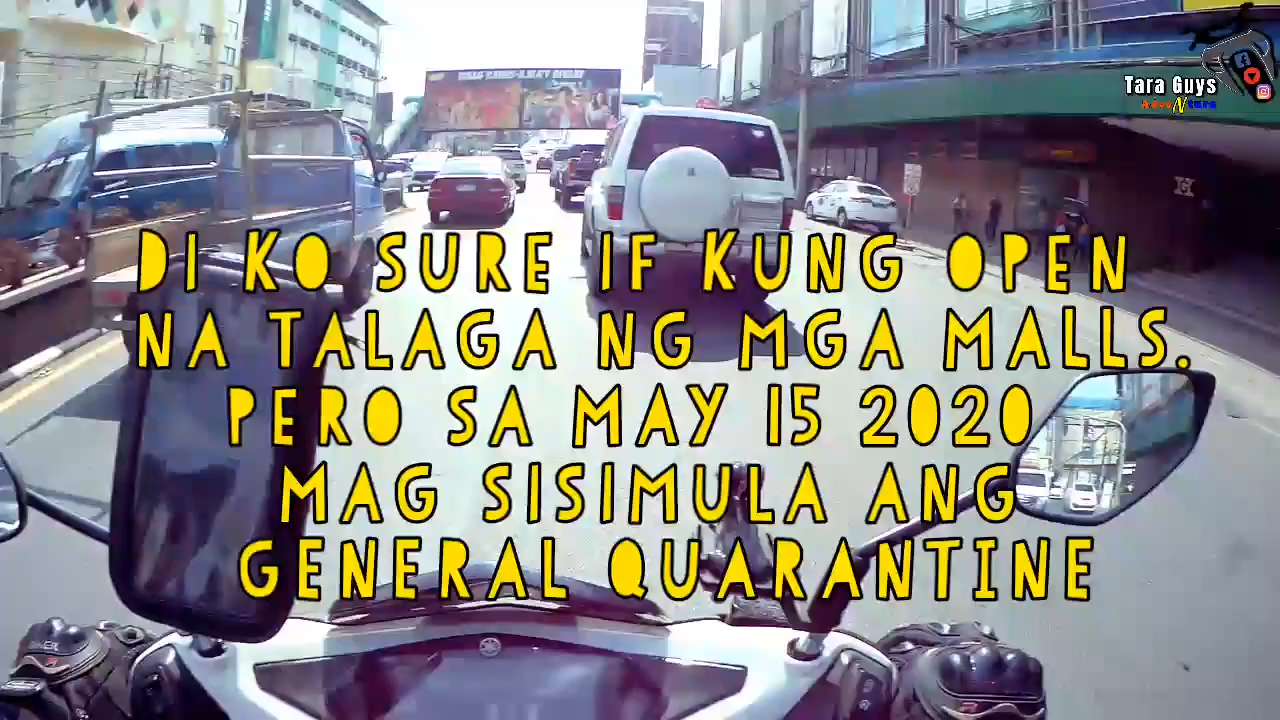 Tara Guys
AdveNture
DI KO SURE IF KUNG OPEN
NA TALAGA NG MGA MALLS.
PERO SA MAY 15 2020
MAG SISIMULA ANG
GENERAL QUARANTINE